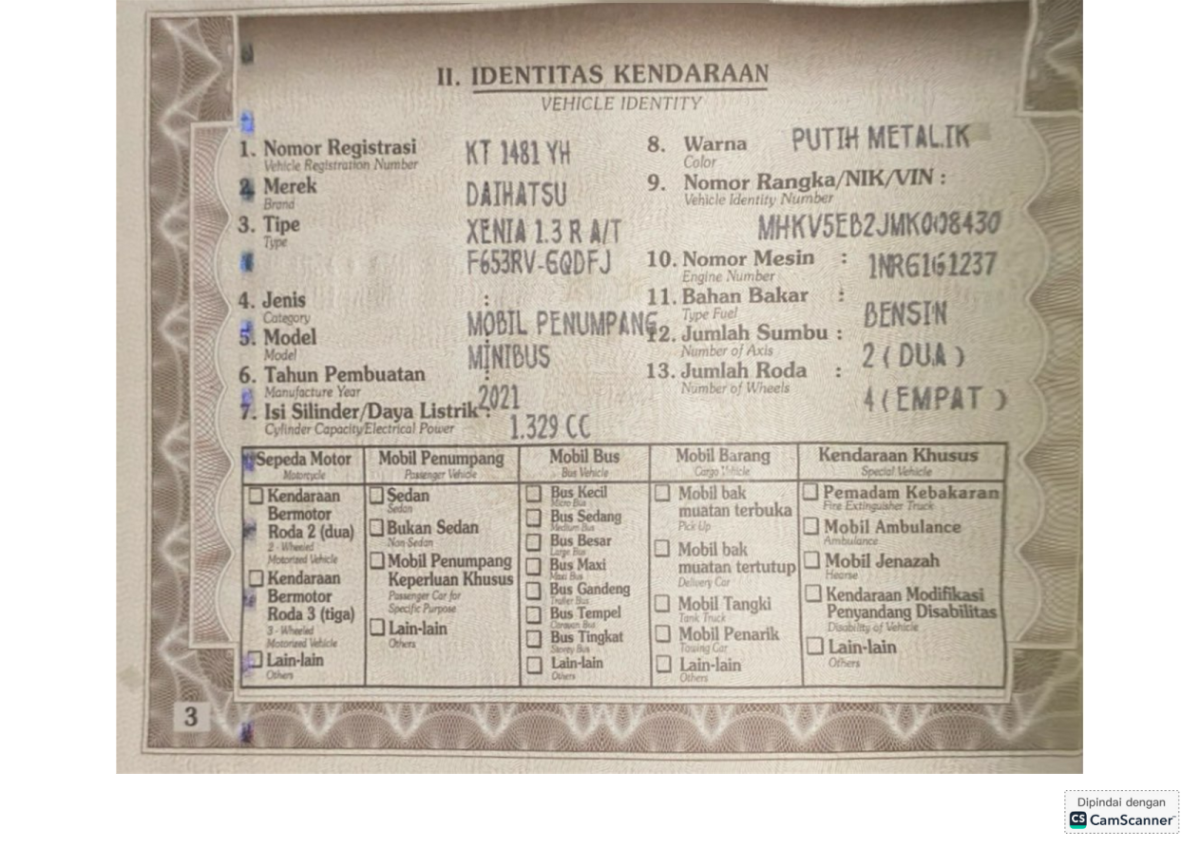 II. IDENTITAS KENDARAAN
VEHICLE IDENTITY
1. Nomor Registrasi KT 1481 YH
Vehicle Registration Number
2. Merek DAIHATSU
Brand
3. Tipe XENIA 1.3 R A/T
Type
F653RV-GQDFJ
4. Jenis :
Category
MOBIL PENUMPANG
5. Model MINIBUS
Model
6. Tahun Pembuatan :
Manufacture Year
2021
7. Isi Silinder/Daya Listrik :
Cylinder Capacity/Electrical Power
1.329 CC
8. Warna PUTIH METALIK
Color
9. Nomor Rangka/NIK/VIN :
Vehicle Identity Number
MHKV5EB2JMK008430
10. Nomor Mesin : 1NRG161237
Engine Number
11. Bahan Bakar : BENSIN
Type Fuel
12. Jumlah Sumbu : 2 ( DUA )
Number of Axis
13. Jumlah Roda : 4 ( EMPAT )
Number of Wheels
Sepeda Motor
Motorcycle
Kendaraan
Bermotor
Roda 2 (dua)
2 - Wheeled
Motorized Vehicle
Kendaraan
Bermotor
Roda 3 (tiga)
3 - Wheeled
Motorized Vehicle
Lain-lain
Others
Mobil Penumpang
Passenger Vehicle
Sedan
Sedan
Bukan Sedan
Non-Sedan
Mobil Penumpang
Keperluan Khusus
Passenger Car for
Specific Purpose
Lain-lain
Others
Mobil Bus
Bus Vehicle
Bus Kecil
Micro Bus
Bus Sedang
Medium Bus
Bus Besar
Large Bus
Bus Maxi
Maxi Bus
Bus Gandeng
Trailer Bus
Bus Tempel
Caravan Bus
Bus Tingkat
Storey Bus
Lain-lain
Others
Mobil Barang
Cargo Vehicle
Mobil bak
muatan terbuka
Pick Up
Mobil bak
muatan tertutup
Delivery Car
Mobil Tangki
Tank Truck
Mobil Penarik
Towing Car
Lain-lain
Others
Kendaraan Khusus
Special Vehicle
Pemadam Kebakaran
Fire Extinguisher Truck
Mobil Ambulance
Ambulance
Mobil Jenazah
Hearse
Kendaraan Modifikasi
Penyandang Disabilitas
Disability of Vehicle
Lain-lain
Others
3
Dipindai dengan
CS CamScanner